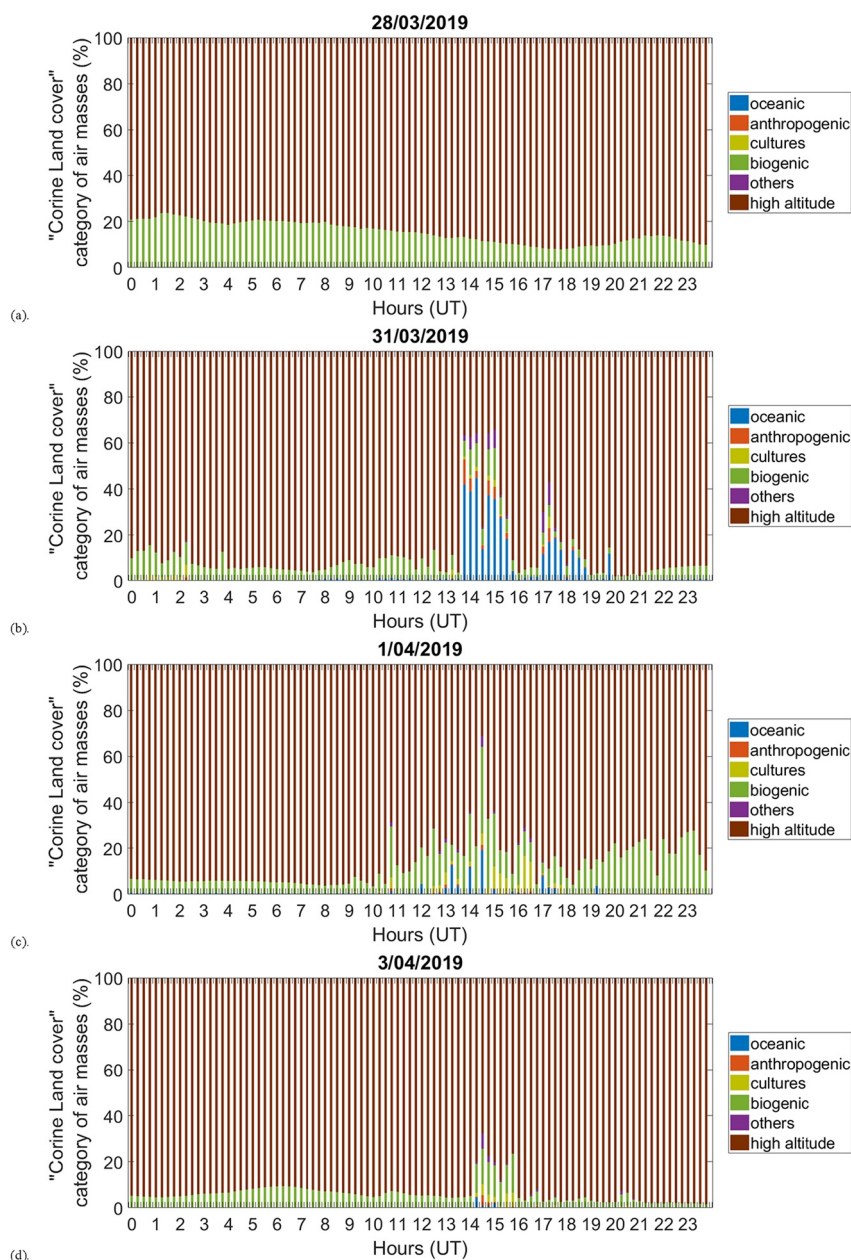 28/03/2019
100
80
60
40
20
0
"Corine Land cover"
category of air masses (%)
0 1 2 3 4 5 6 7 8 9 10 11 12 13 14 15 16 17 18 19 20 21 22 23
Hours (UT)
oceanic
anthropogenic
cultures
biogenic
others
high altitude
(a).
31/03/2019
100
80
60
40
20
0
"Corine Land cover"
category of air masses (%)
0 1 2 3 4 5 6 7 8 9 10 11 12 13 14 15 16 17 18 19 20 21 22 23
Hours (UT)
oceanic
anthropogenic
cultures
biogenic
others
high altitude
(b).
1/04/2019
100
80
60
40
20
0
"Corine Land cover"
category of air masses (%)
0 1 2 3 4 5 6 7 8 9 10 11 12 13 14 15 16 17 18 19 20 21 22 23
Hours (UT)
oceanic
anthropogenic
cultures
biogenic
others
high altitude
(c).
3/04/2019
100
80
60
40
20
0
"Corine Land cover"
category of air masses (%)
0 1 2 3 4 5 6 7 8 9 10 11 12 13 14 15 16 17 18 19 20 21 22 23
Hours (UT)
oceanic
anthropogenic
cultures
biogenic
others
high altitude
(d).